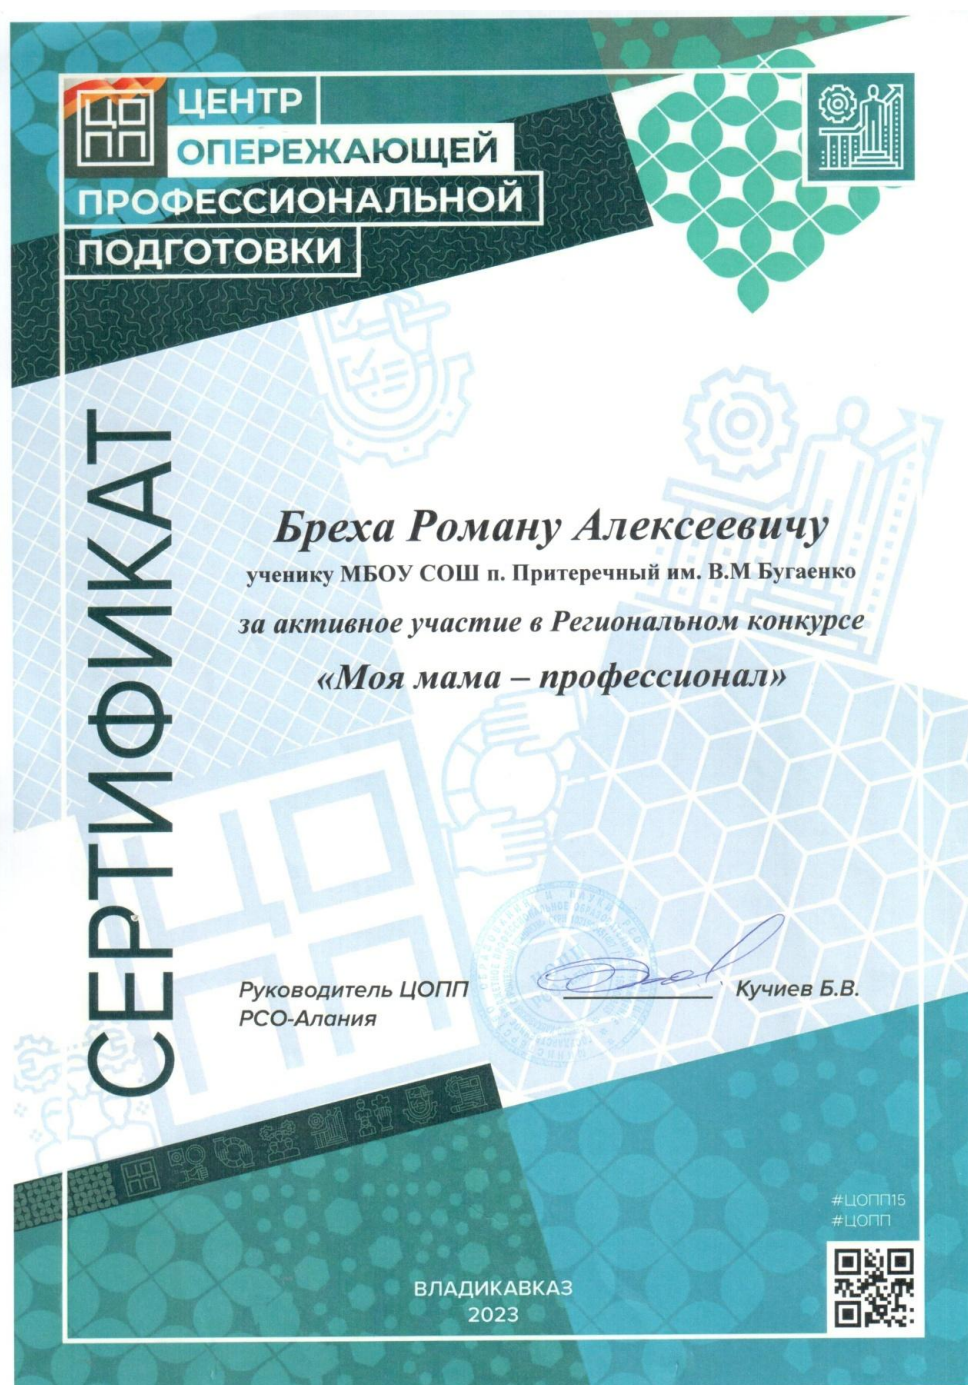 ЦЕНТР
ОПЕРЕЖАЮЩЕЙ
ПРОФЕССИОНАЛЬНОЙ
ПОДГОТОВКИ
СЕРТИФИКАТ
Бреха Роману Алексеевичу
ученику МБОУ СОШ п. Притеречный им. В.М Бугаенко
за активное участие в Региональном конкурсе
«Моя мама – профессионал»
Руководитель ЦОПП
РСО-Алания
Кучиев Б.В.
#ЦОПП15
#ЦОПП
ВЛАДИКАВКАЗ
2023